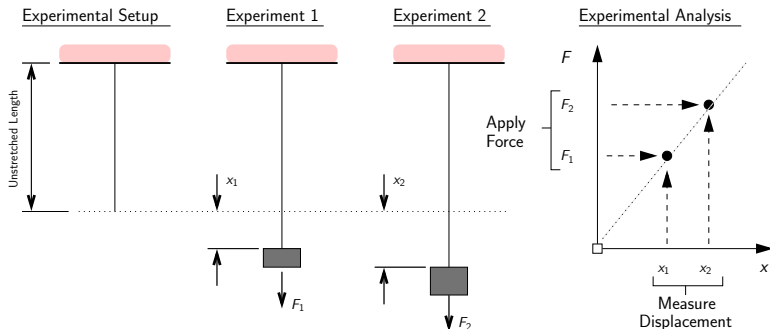 Experimental Setup
Experiment 1
Experiment 2
Experimental Analysis
Unstretched Length
x₁
x₂
F₁
F₂
F
Apply
Force
F₂
F₁
x₁
x₂
x
Measure
Displacement